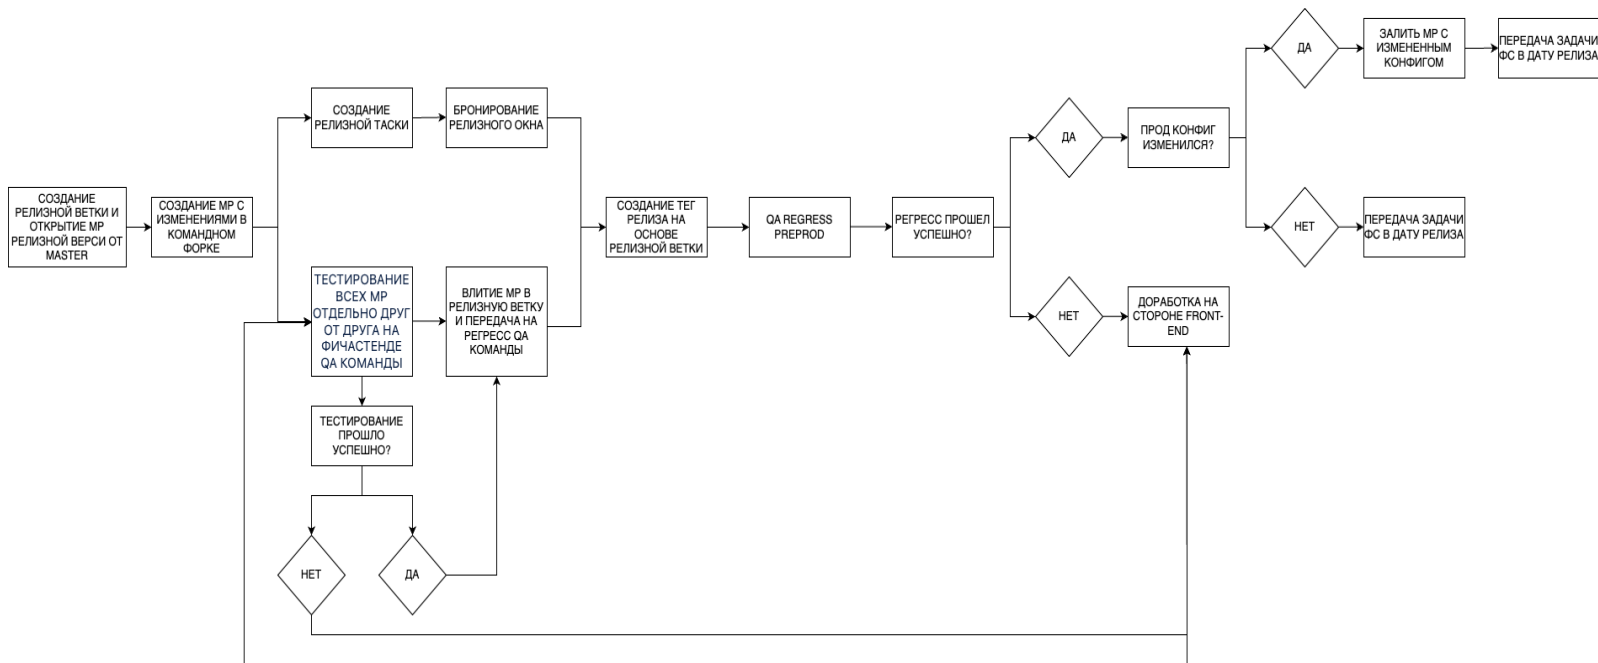 СОЗДАНИЕ
РЕЛИЗНОЙ ВЕТКИ И
ОТКРЫТИЕ МР
РЕЛИЗНОЙ ВЕРСИ ОТ
MASTER
СОЗДАНИЕ МР С
ИЗМЕНЕНИЯМИ В
КОМАНДНОМ
ФОРКЕ
СОЗДАНИЕ
РЕЛИЗНОЙ ТАСКИ
БРОНИРОВАНИЕ
РЕЛИЗНОГО ОКНА
ТЕСТИРОВАНИЕ
ВСЕХ МР
ОТДЕЛЬНО ДРУГ
ОТ ДРУГА НА
ФИЧАСТЕНДЕ
QA КОМАНДЫ
ВЛИТИЕ МР В
РЕЛИЗНУЮ ВЕТКУ
И ПЕРЕДАЧА НА
РЕГРЕСС QA
КОМАНДЫ
ТЕСТИРОВАНИЕ
ПРОШЛО
УСПЕШНО?
НЕТ
ДА
СОЗДАНИЕ ТЕГ
РЕЛИЗА НА
ОСНОВЕ
РЕЛИЗНОЙ ВЕТКИ
QA REGRESS
PREPROD
РЕГРЕСС ПРОШЕЛ
УСПЕШНО?
ДА
ПРОД КОНФИГ
ИЗМЕНИЛСЯ?
ДА
ЗАЛИТЬ МР С
ИЗМЕНЕННЫМ
КОНФИГОМ
ПЕРЕДАЧА ЗАДАЧИ
ФС В ДАТУ РЕЛИЗА
НЕТ
ПЕРЕДАЧА ЗАДАЧИ
ФС В ДАТУ РЕЛИЗА
НЕТ
ДОРАБОТКА НА
СТОРОНЕ FRONT-
END